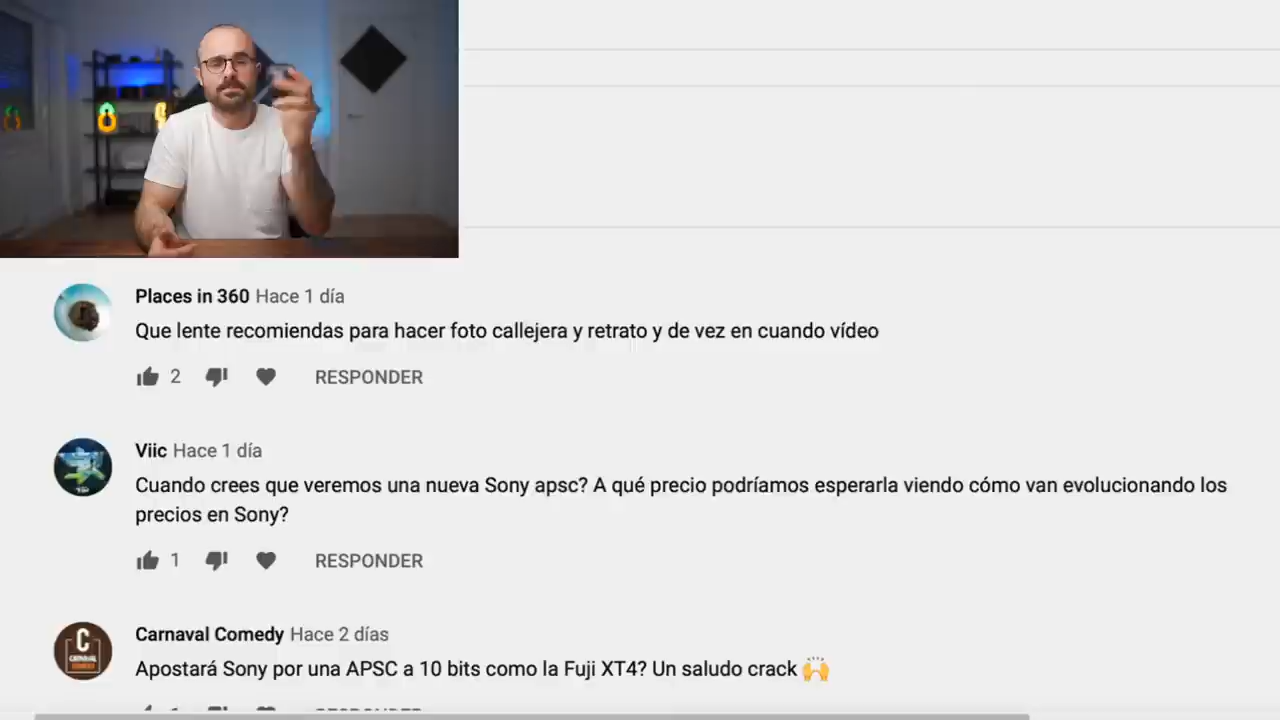 Places in 360 Hace 1 día
Que lente recomiendas para hacer foto callejera y retrato y de vez en cuando vídeo
2 RESPONDER
Viic Hace 1 día
Cuando crees que veremos una nueva Sony apsc? A qué precio podríamos esperarla viendo cómo van evolucionando los
precios en Sony?
1 RESPONDER
Carnaval Comedy Hace 2 días
Apostará Sony por una APSC a 10 bits como la Fuji XT4? Un saludo crack 🙌